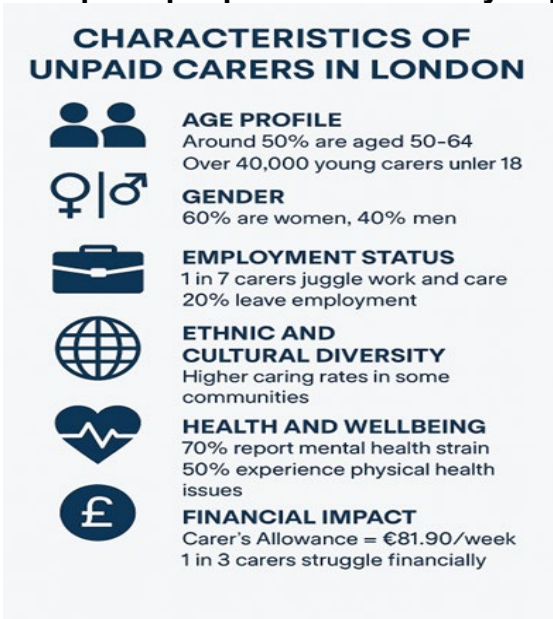 CHARACTERISTICS OF
UNPAID CARERS IN LONDON
AGE PROFILE
Around 50% are aged 50-64
Over 40,000 young carers unler 18
GENDER
60% are women, 40% men
EMPLOYMENT STATUS
1 in 7 carers juggle work and care
20% leave employment
ETHNIC AND
CULTURAL DIVERSITY
Higher caring rates in some
communities
HEALTH AND WELLBEING
70% report mental health strain
50% experience physical health
issues
£
FINANCIAL IMPACT
Carer's Allowance = €81.90/week
1 in 3 carers struggle financially